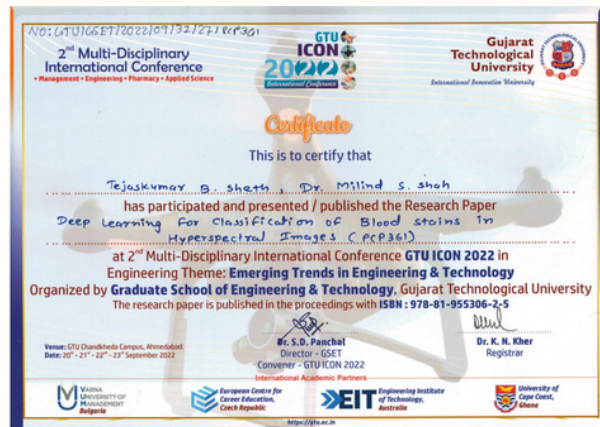 NO: GTU/GSET/2022/09/32/27/PCP361
2nd Multi-Disciplinary
International Conference
• Management • Engineering • Pharmacy • Applied Science
GTU
ICON
2022
International Conference
Gujarat
Technological
University
International Innovative University
Certificate
This is to certify that
Tejaskumar B. sheth, Dr. Milind S. shah
has participated and presented / published the Research Paper
Deep Learning for Classification of Blood stains in
Hyperspectral Images (PCP361)
at 2nd Multi-Disciplinary International Conference GTU ICON 2022 in
Engineering Theme: Emerging Trends in Engineering & Technology
Organized by Graduate School of Engineering & Technology, Gujarat Technological University
The research paper is published in the proceedings with ISBN : 978-81-955306-2-5
Venue: GTU Chandkheda Campus, Ahmedabad.
Date: 20th - 21st - 22nd - 23rd September 2022
Dr. S.D. Panchal
Director - GSET
Convener - GTU ICON 2022
Dr. K. N. Kher
Registrar
International Academic Partners
VARNA
UNIVERSITY OF
MANAGEMENT
Bulgaria
European Centre for
Career Education,
Czech Republic
EIT
Engineering Institute
of Technology,
Australia
University of
Cape Coast,
Ghana
https://gtu.ac.in